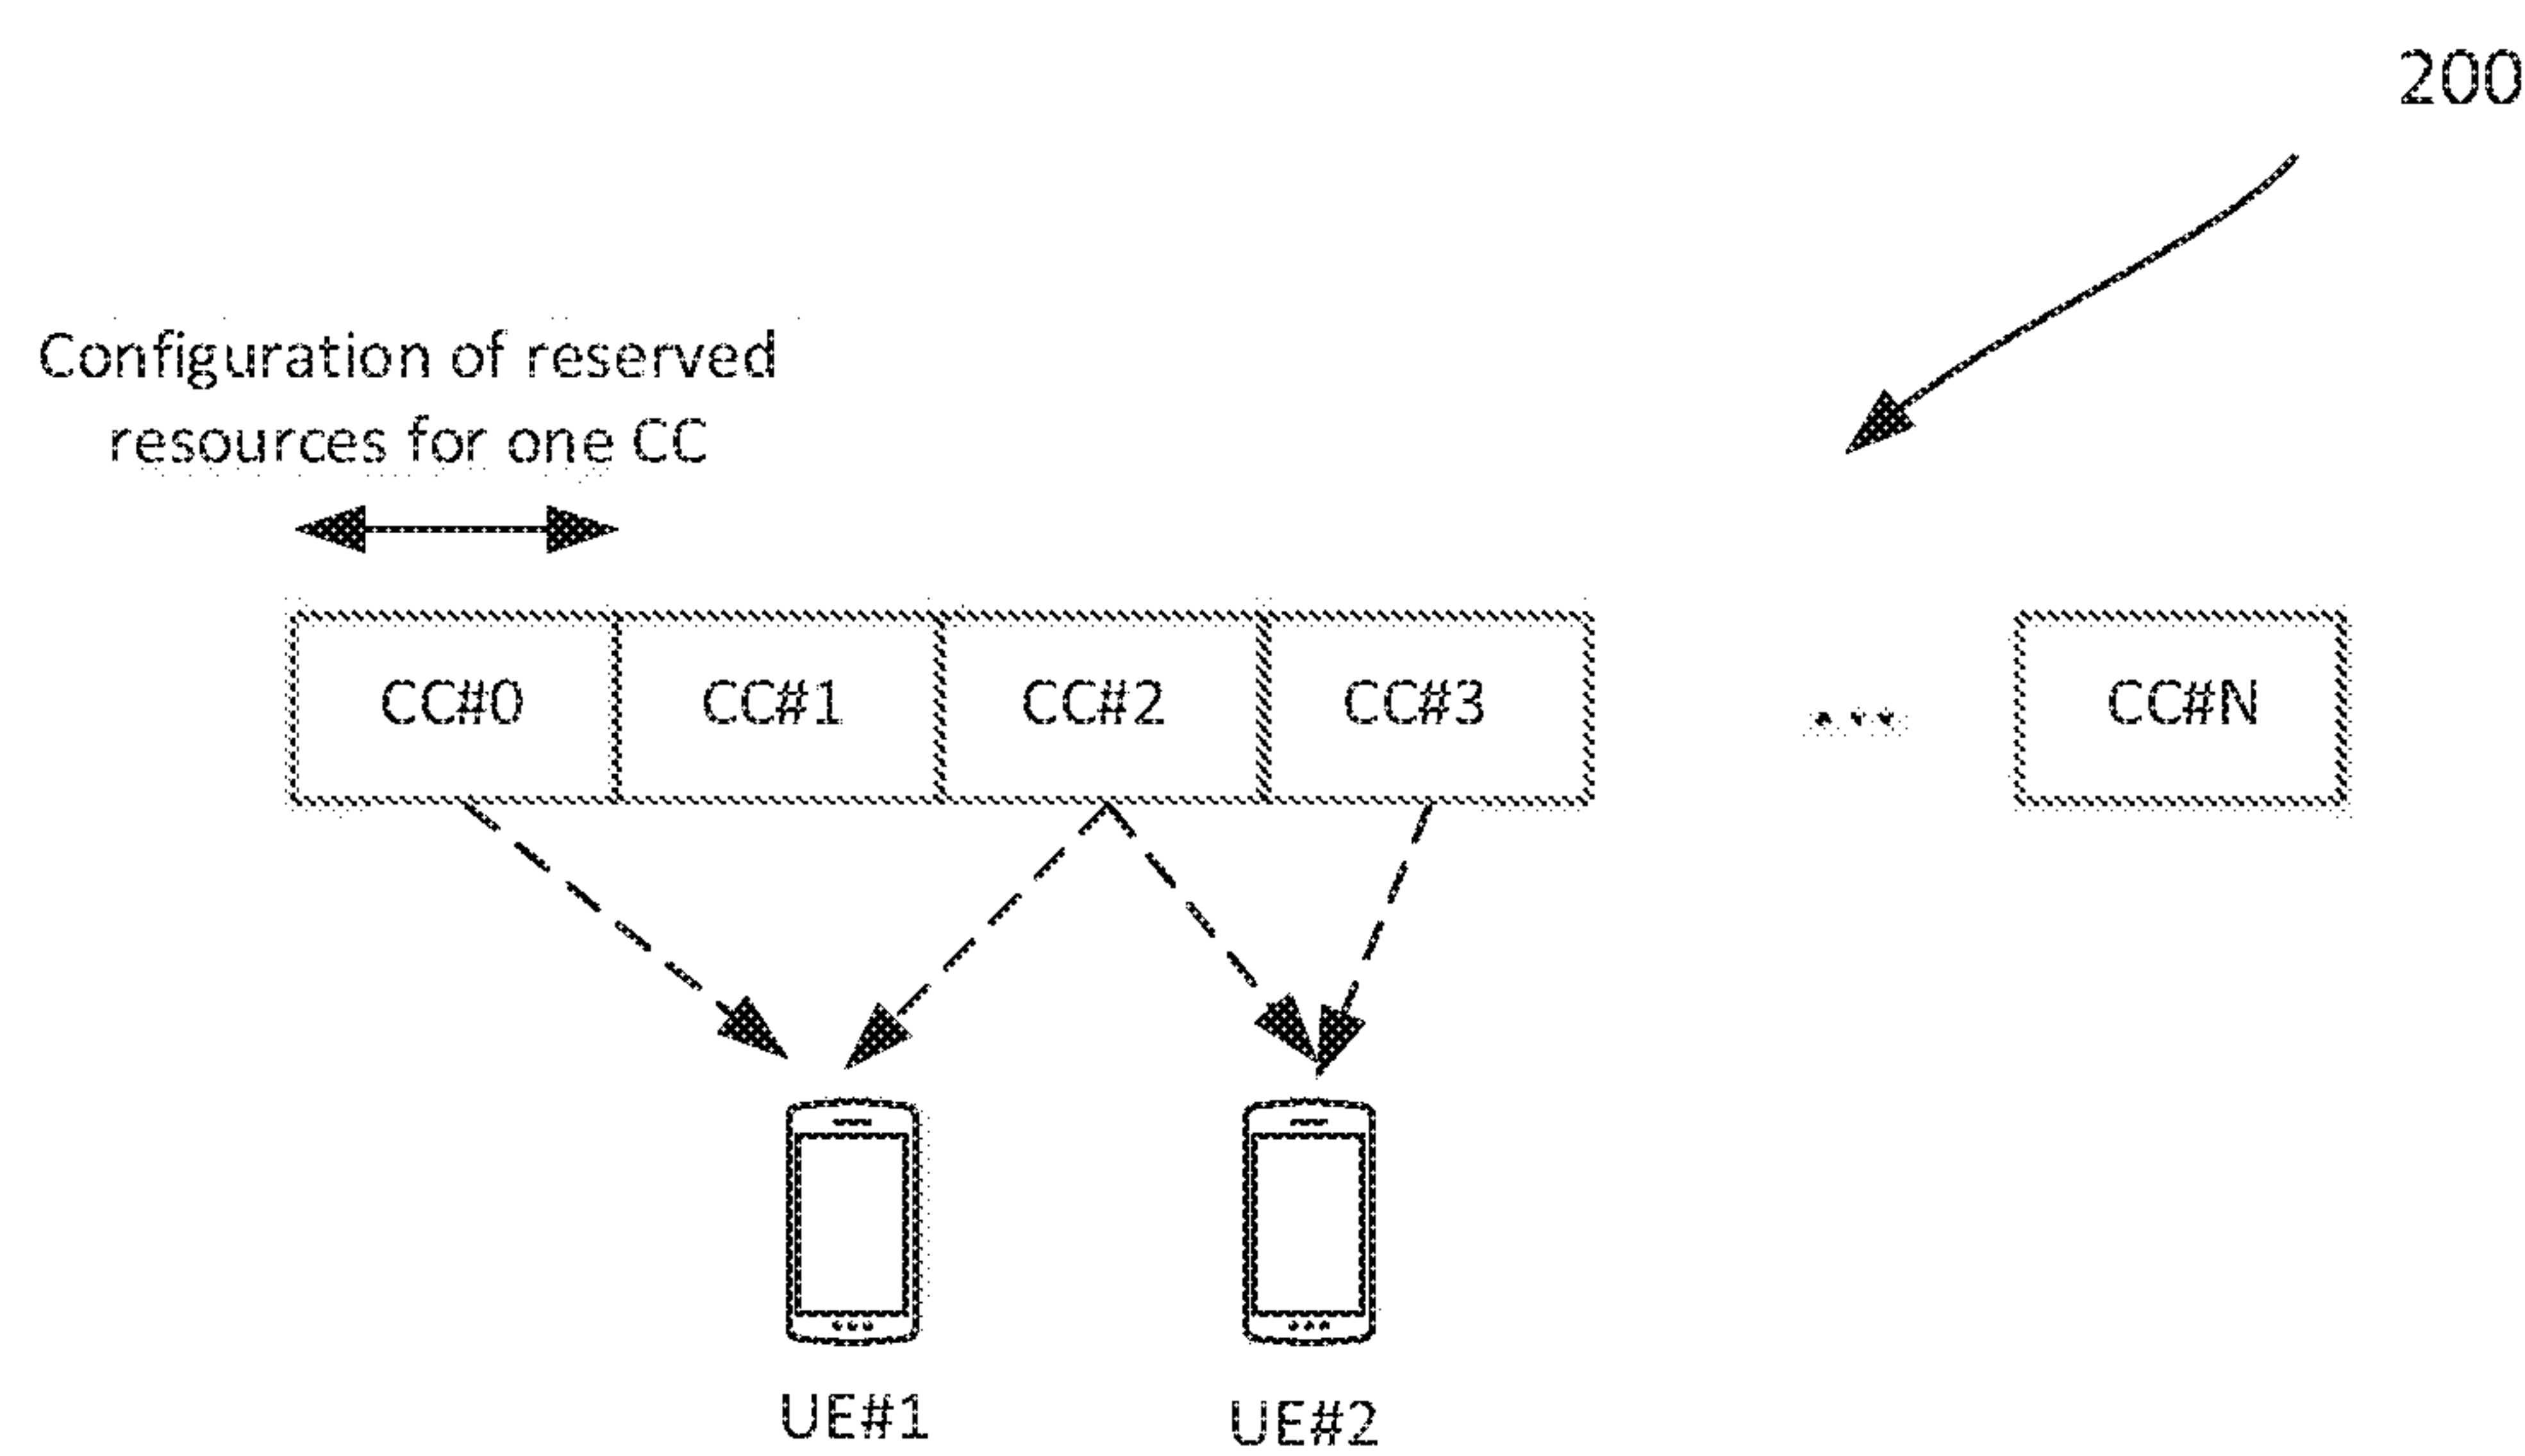 200
Configuration of reserved
resources for one CC
CC#0 CC#1 CC#2 CC#3 ... CC#N
UE#1 UE#2